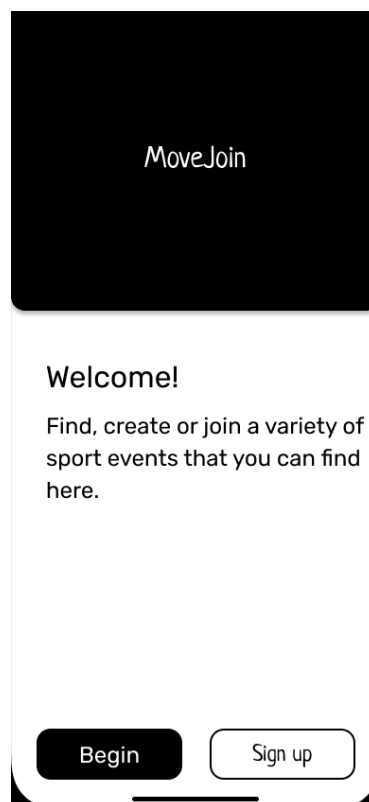 MoveJoin
Welcome!
Find, create or join a variety of
sport events that you can find
here.
Begin
Sign up